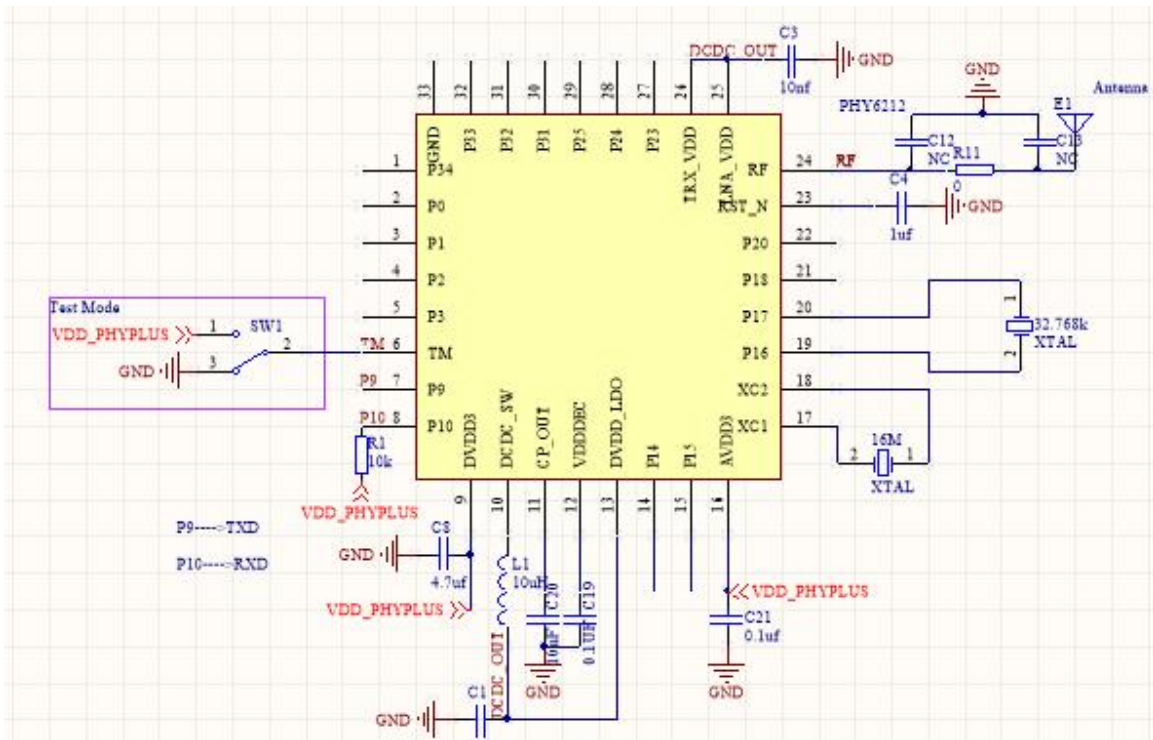 DCDC_OUT
C3
10nf
GND
PHY6212
GND
E1
Antenna
33
32
31
30
29
28
27
26
25
GND
P33
P32
P31
P25
P24
P23
TRX_VDD
LNA_VDD
C12
NC
C13
NC
R11
0
1
P34
RF
24
RF
2
P0
RST_N
23
C4
1uf
GND
3
P1
P20
22
4
P2
P18
21
5
P3
P17
20
1
32.768k
XTAL
2
Test Mode
VDD_PHYPLUS
1
SW1
2
GND
3
TM
6
TM
P16
19
P9
7
P9
XC2
18
P10
8
P10
XC1
17
2
16M
1
XTAL
R1
10k
VDD_PHYPLUS
DVDD3
DCDC_SW
CP_OUT
VDDDEC
DVDD_LDO
P14
P15
AVDD3
9
10
11
12
13
14
15
16
P9---->TXD
P10---->RXD
GND
C8
4.7uf
VDD_PHYPLUS
L1
10uH
C20
10uF
C19
0.1UF
VDD_PHYPLUS
C21
0.1uf
DCDC_OUT
GND
GND
GND
C1